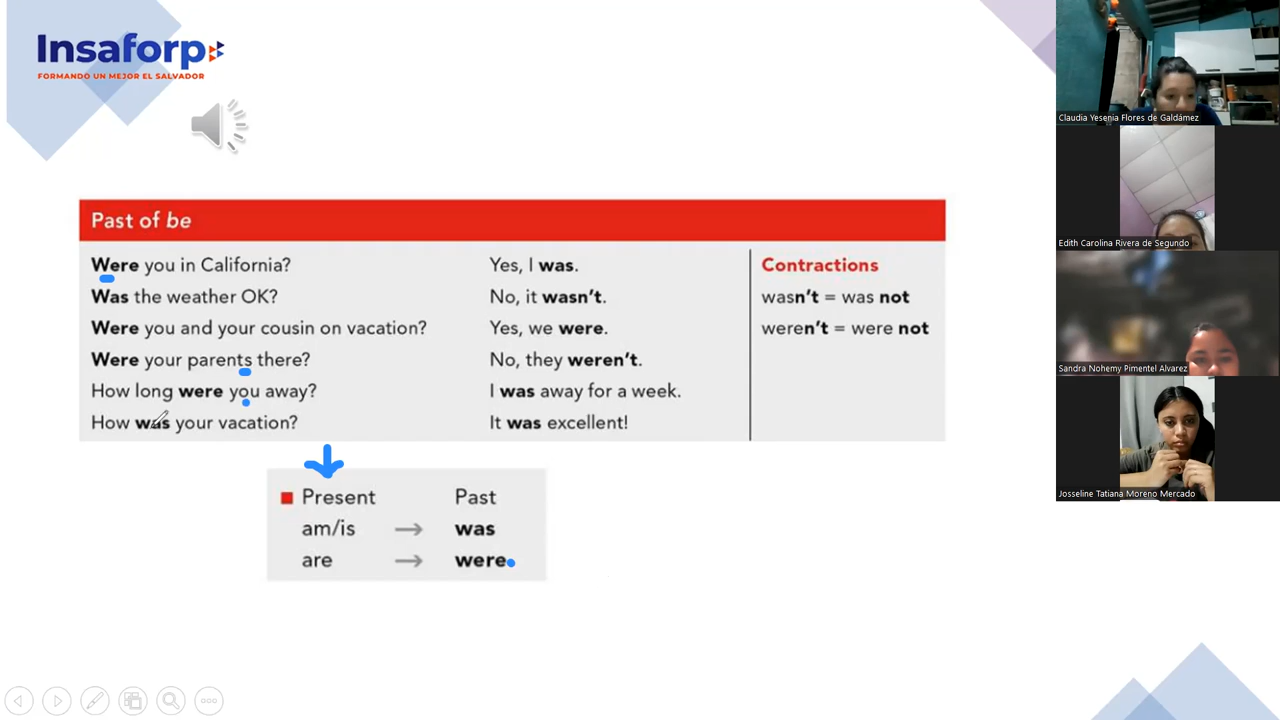 Insaforp
FORMANDO UN MEJOR EL SALVADOR
Past of be
Were you in California? Yes, I was.
Was the weather OK? No, it wasn't.
Were you and your cousin on vacation? Yes, we were.
Were your parents there? No, they weren't.
How long were you away? I was away for a week.
How was your vacation? It was excellent!
Contractions
wasn't = was not
weren't = were not
Present Past
am/is → was
are → were
Claudia Yesenia Flores de Galdámez
Edith Carolina Rivera de Segundo
Sandra Nohemy Pimentel Alvarez
Josseline Tatiana Moreno Mercado